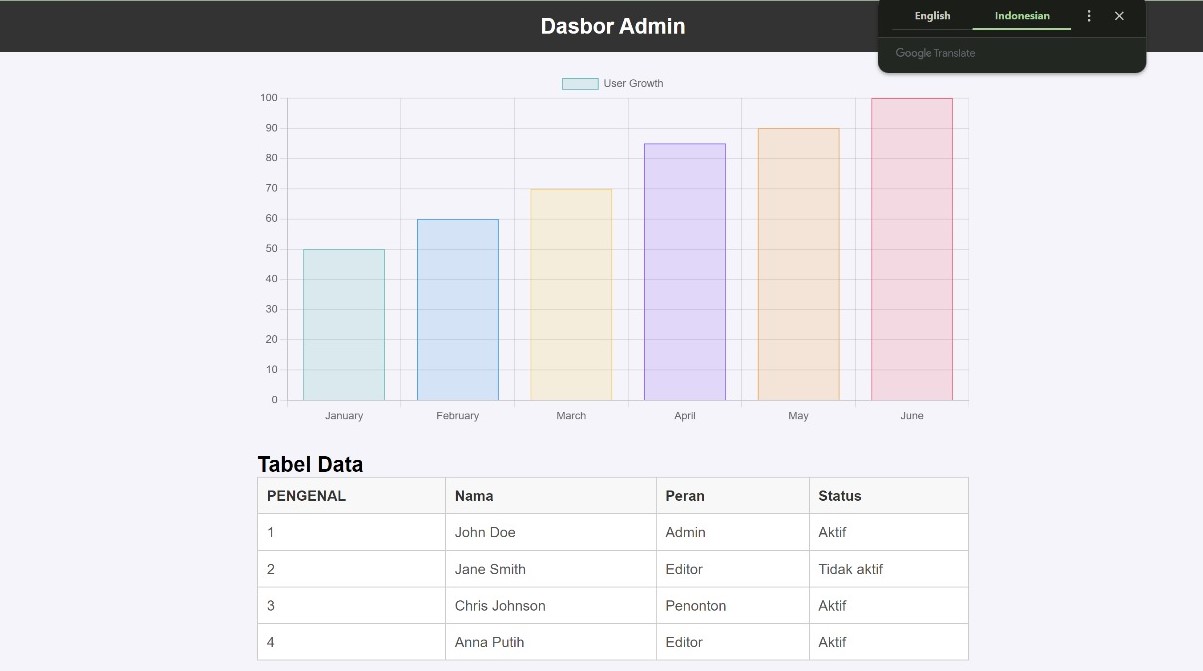 Dasbor Admin
English Indonesian
Google Translate
User Growth
100
90
80
70
60
50
40
30
20
10
0
January February March April May June
Tabel Data
PENGENAL Nama Peran Status
1 John Doe Admin Aktif
2 Jane Smith Editor Tidak aktif
3 Chris Johnson Penonton Aktif
4 Anna Putih Editor Aktif